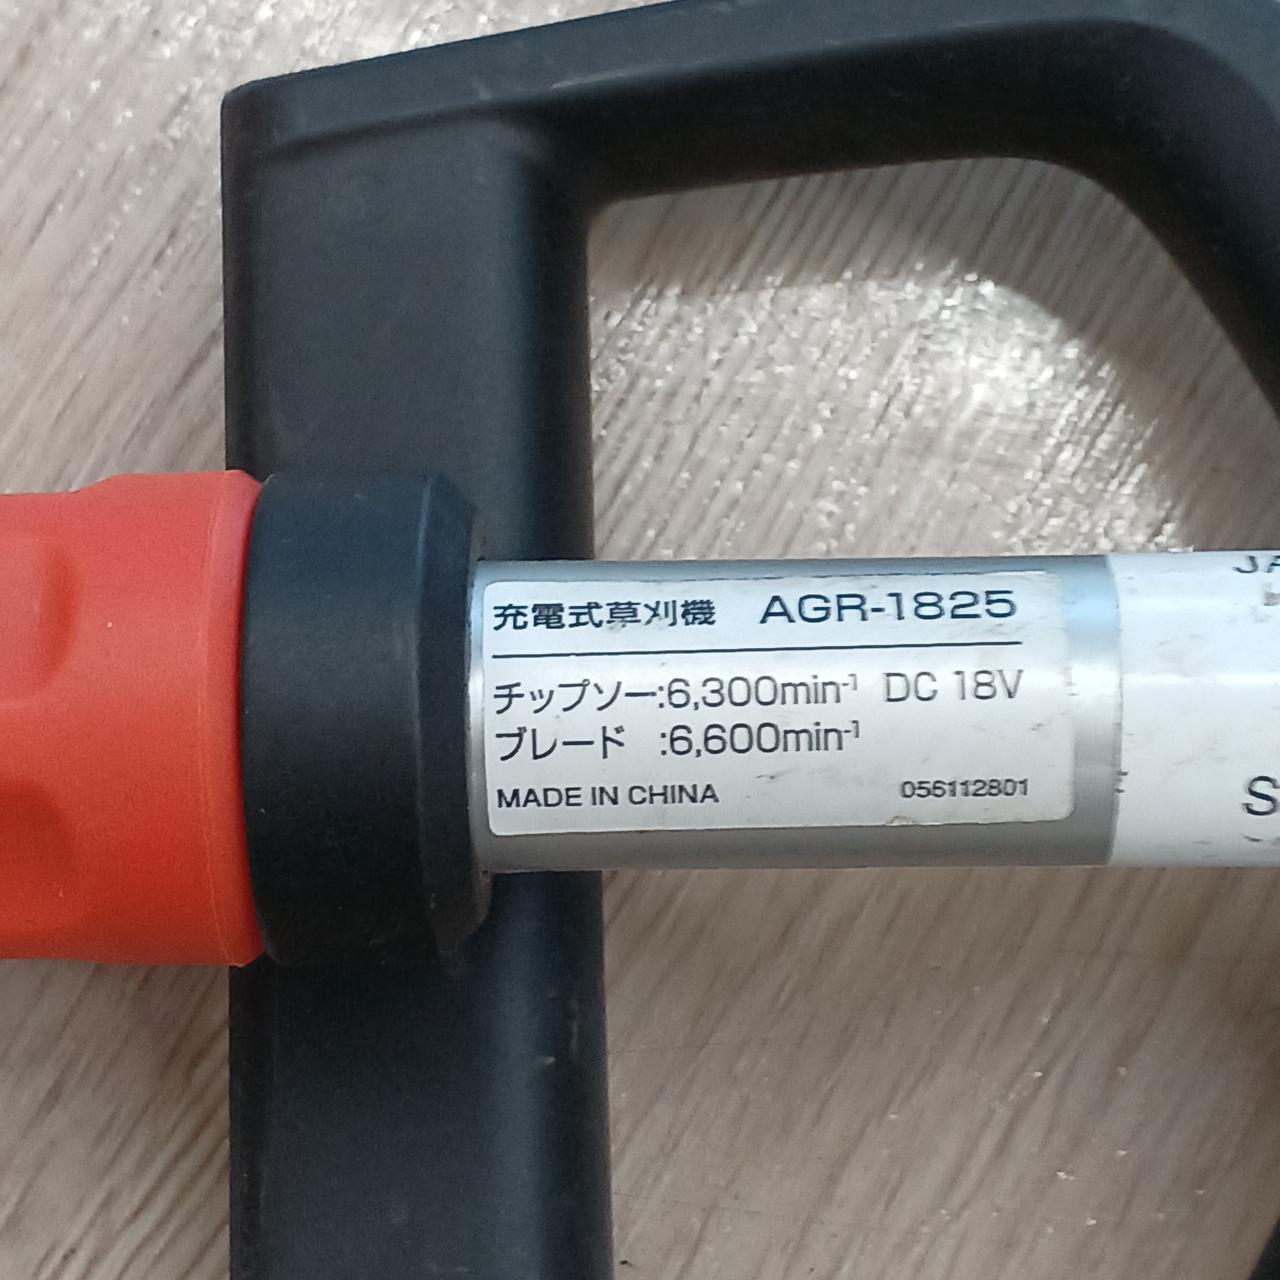 充電式草刈機 AGR-1825
チップソー:6,300min⁻¹ DC 18V
ブレード :6,600min⁻¹
MADE IN CHINA 056112801
JA
S